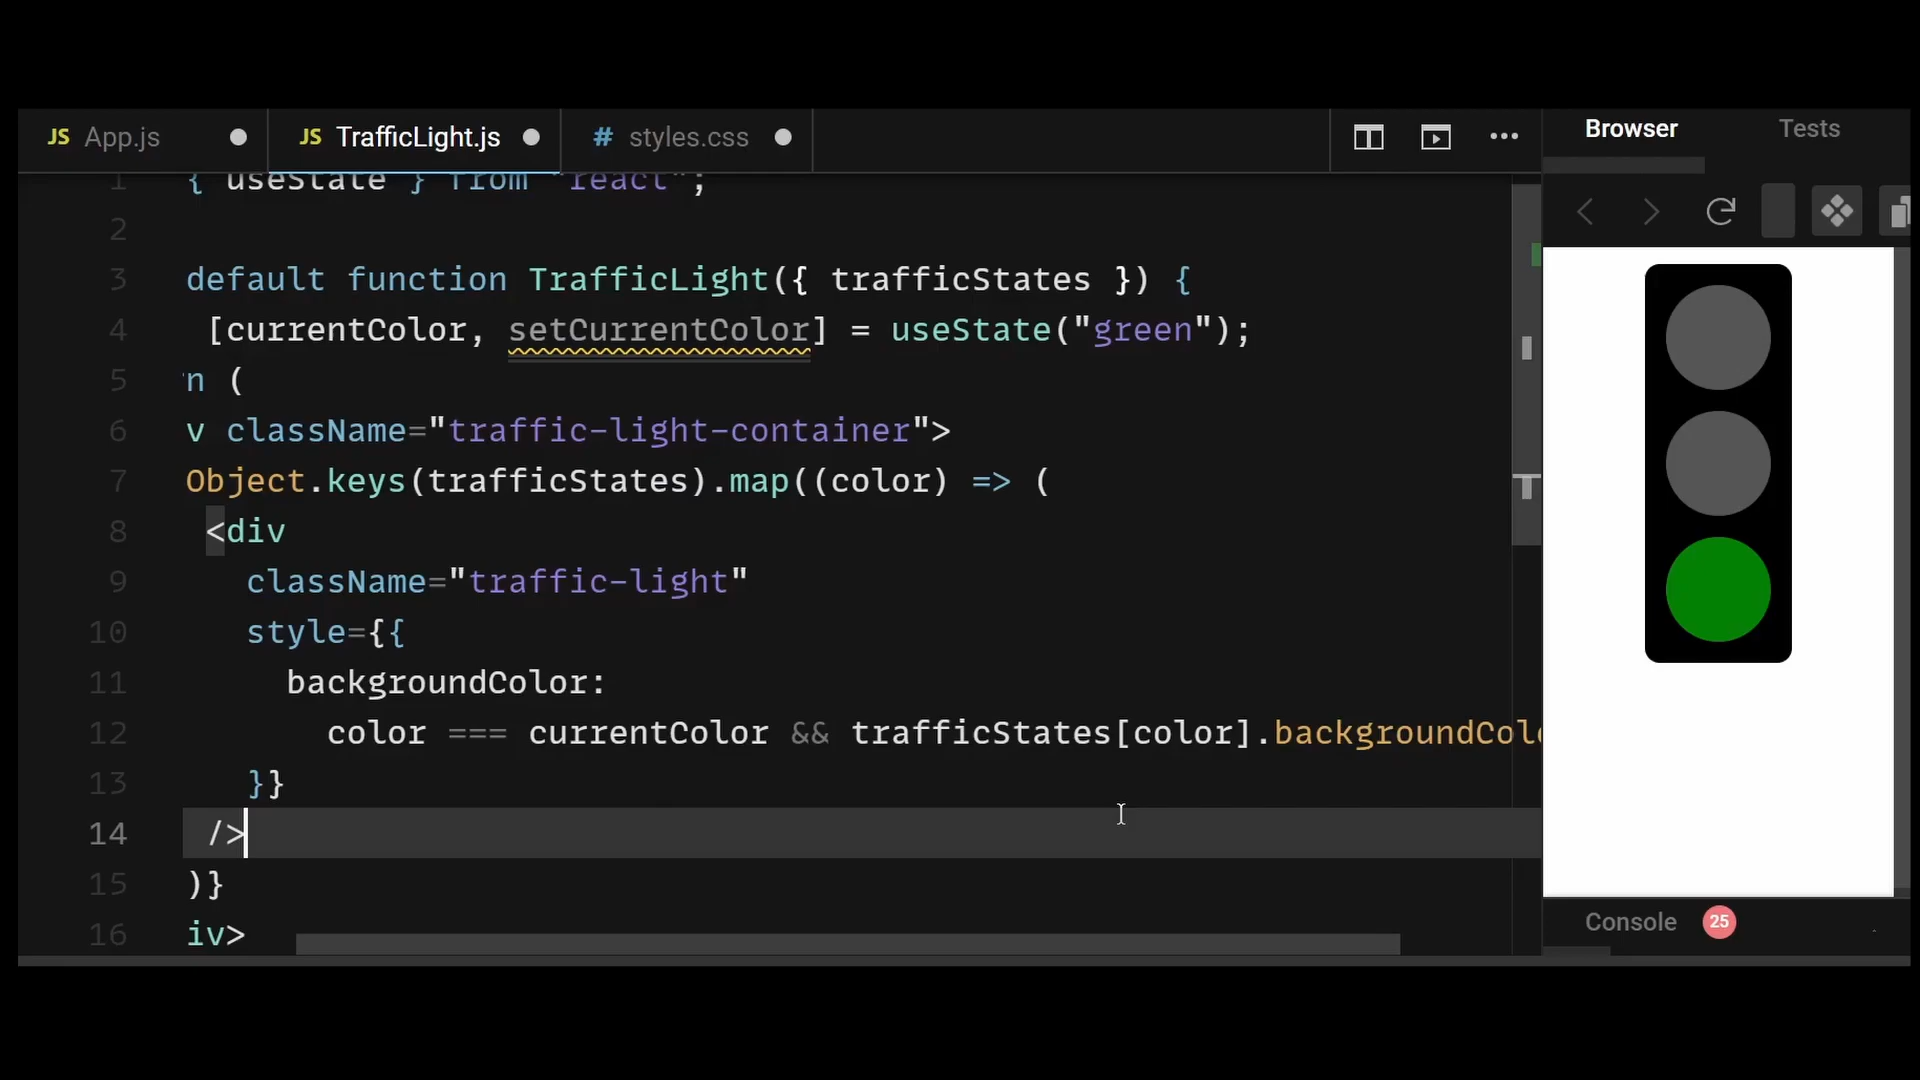 JS App.js
JS TrafficLight.js
# styles.css
Browser
Tests
1 { useState } from "react";
2
3 default function TrafficLight({ trafficStates }) {
4 [currentColor, setCurrentColor] = useState("green");
5 n (
6 v className="traffic-light-container">
7 Object.keys(trafficStates).map((color) => (
8 <div
9 className="traffic-light"
10 style={{
11 backgroundColor:
12 color === currentColor && trafficStates[color].backgroundColo
13 }}
14 />
15 )}
16 iv>
Console 25